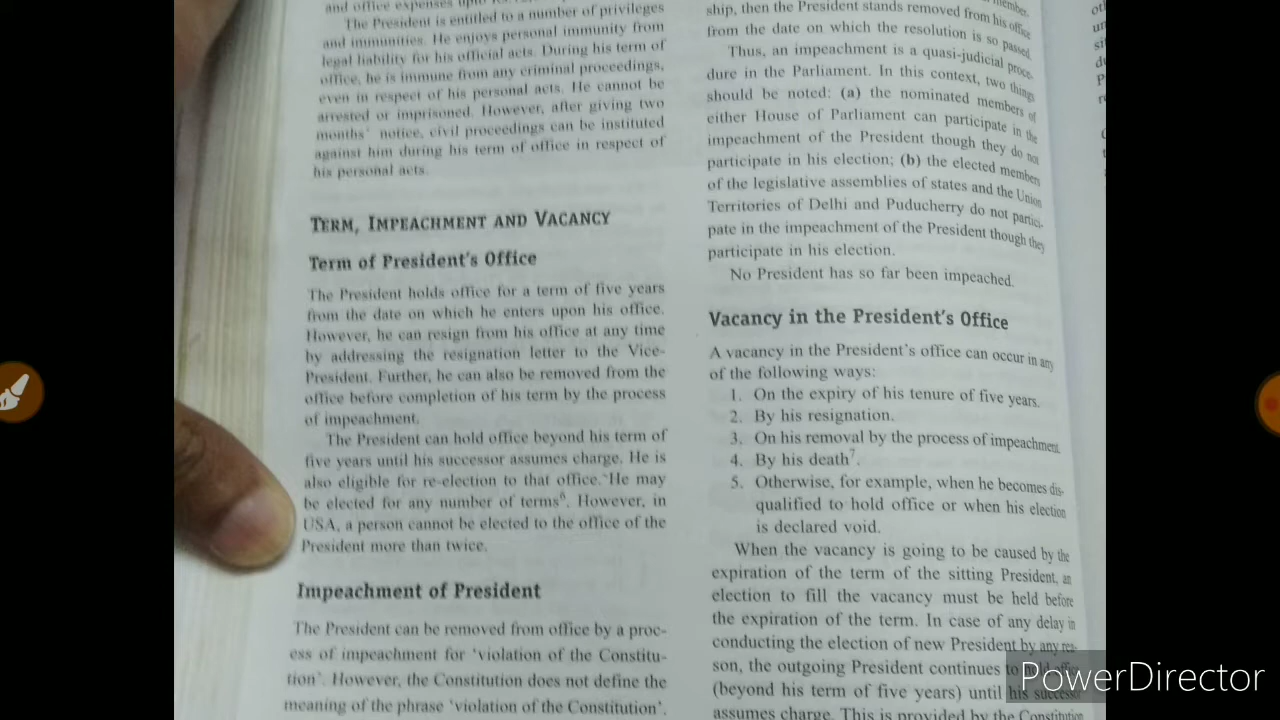 and office expenses upto its
The President is entitled to a number of privileges
and immunities. He enjoys personal immunity from
legal liability for his official acts. During his term of
office, he is immune from any criminal proceedings,
even in respect of his personal acts. He cannot be
arrested or imprisoned. However, after giving two
months' notice, civil proceedings can be instituted
against him during his term of office in respect of
his personal acts.
TERM, IMPEACHMENT AND VACANCY
Term of President's Office
The President holds office for a term of five years
from the date on which he enters upon his office.
However, he can resign from his office at any time
by addressing the resignation letter to the Vice-
President. Further, he can also be removed from the
office before completion of his term by the process
of impeachment.
The President can hold office beyond his term of
five years until his successor assumes charge. He is
also eligible for re-election to that office. He may
be elected for any number of terms⁶. However, in
USA, a person cannot be elected to the office of the
President more than twice.
Impeachment of President
The President can be removed from office by a proc-
ess of impeachment for 'violation of the Constitu-
tion'. However, the Constitution does not define the
meaning of the phrase 'violation of the Constitution'.
member-
ship, then the President stands removed from his office
from the date on which the resolution is so passed.
Thus, an impeachment is a quasi-judicial proce-
dure in the Parliament. In this context, two things
should be noted: (a) the nominated members of
either House of Parliament can participate in the
impeachment of the President though they do not
participate in his election; (b) the elected members
of the legislative assemblies of states and the Union
Territories of Delhi and Puducherry do not partici-
pate in the impeachment of the President though they
participate in his election.
No President has so far been impeached.
Vacancy in the President's Office
A vacancy in the President's office can occur in any
of the following ways:
1. On the expiry of his tenure of five years.
2. By his resignation.
3. On his removal by the process of impeachment.
4. By his death⁷.
5. Otherwise, for example, when he becomes dis-
qualified to hold office or when his election
is declared void.
When the vacancy is going to be caused by the
expiration of the term of the sitting President, an
election to fill the vacancy must be held before
the expiration of the term. In case of any delay in
conducting the election of new President by any rea-
son, the outgoing President continues to hold office
(beyond his term of five years) until his successor
assumes charge. This is provided by the Constitution
PowerDirector